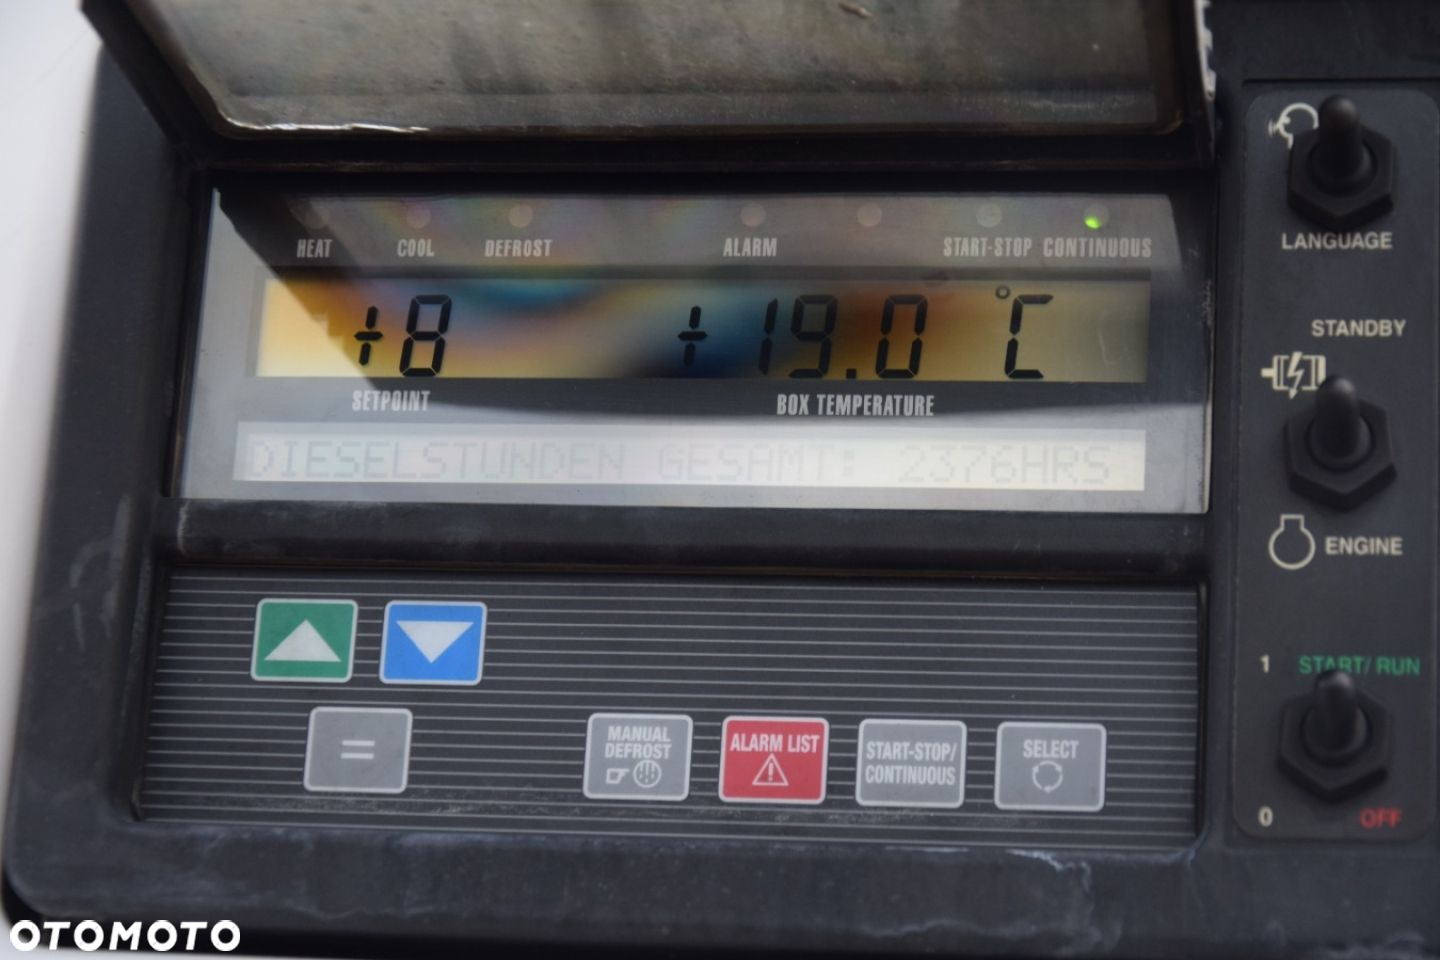 HEAT COOL DEFROST ALARM START-STOP CONTINUOUS
+8 +19.0 °C
SETPOINT BOX TEMPERATURE
DIESELSTUNDEN GESAMT: 2376HRS
=
MANUAL
DEFROST
ALARM LIST
START-STOP/
CONTINUOUS
SELECT
LANGUAGE
STANDBY
ENGINE
1 START/RUN
0 OFF
OTOMOTO